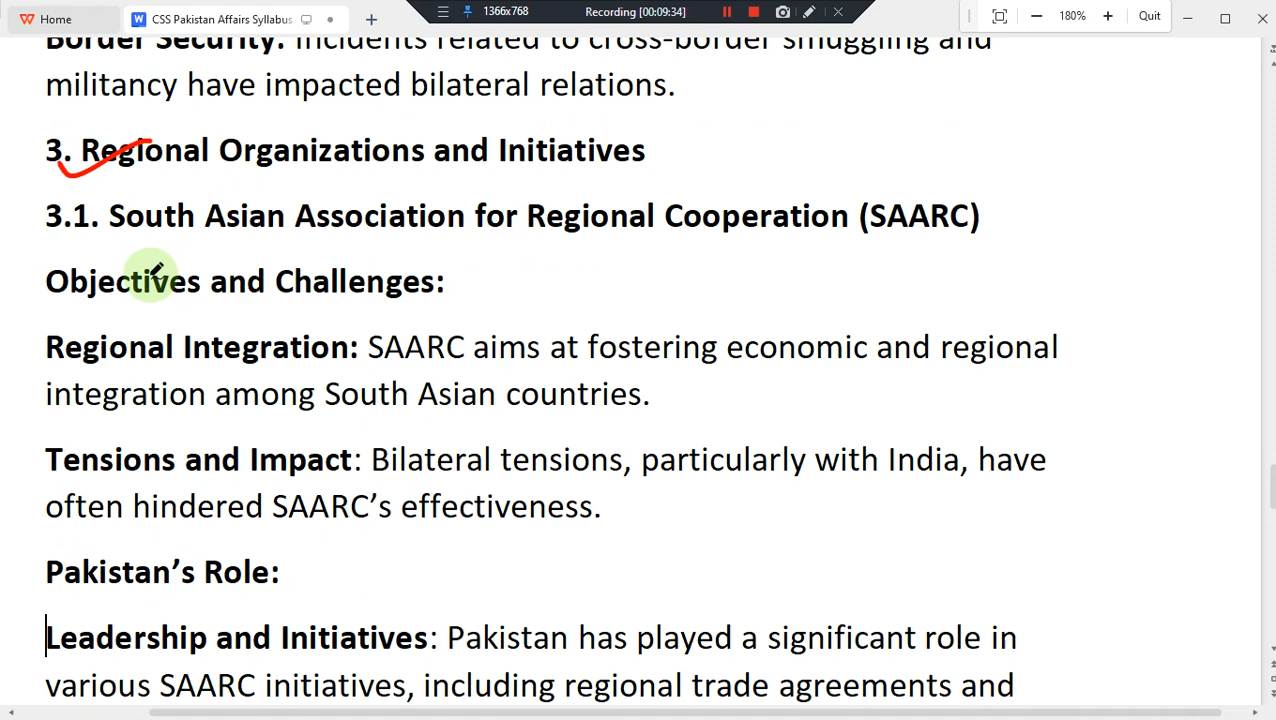 Home
CSS Pakistan Affairs Syllabus
1366x768
Recording [00:09:34]
180%
Quit
Border Security: Incidents related to cross-border smuggling and
militancy have impacted bilateral relations.
3. Regional Organizations and Initiatives
3.1. South Asian Association for Regional Cooperation (SAARC)
Objectives and Challenges:
Regional Integration: SAARC aims at fostering economic and regional
integration among South Asian countries.
Tensions and Impact: Bilateral tensions, particularly with India, have
often hindered SAARC’s effectiveness.
Pakistan’s Role:
Leadership and Initiatives: Pakistan has played a significant role in
various SAARC initiatives, including regional trade agreements and